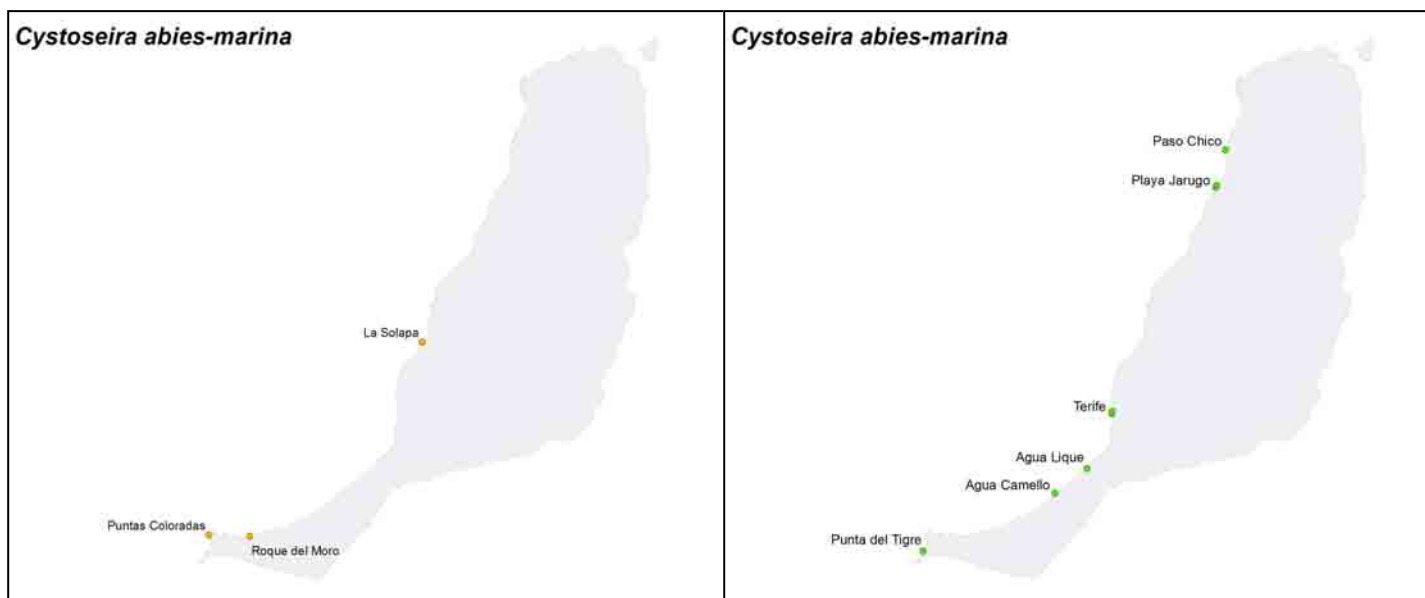 Cystoseira abies-marina
La Solapa
Puntas Coloradas
Roque del Moro
Cystoseira abies-marina
Paso Chico
Playa Jarugo
Terife
Agua Lique
Agua Camello
Punta del Tigre